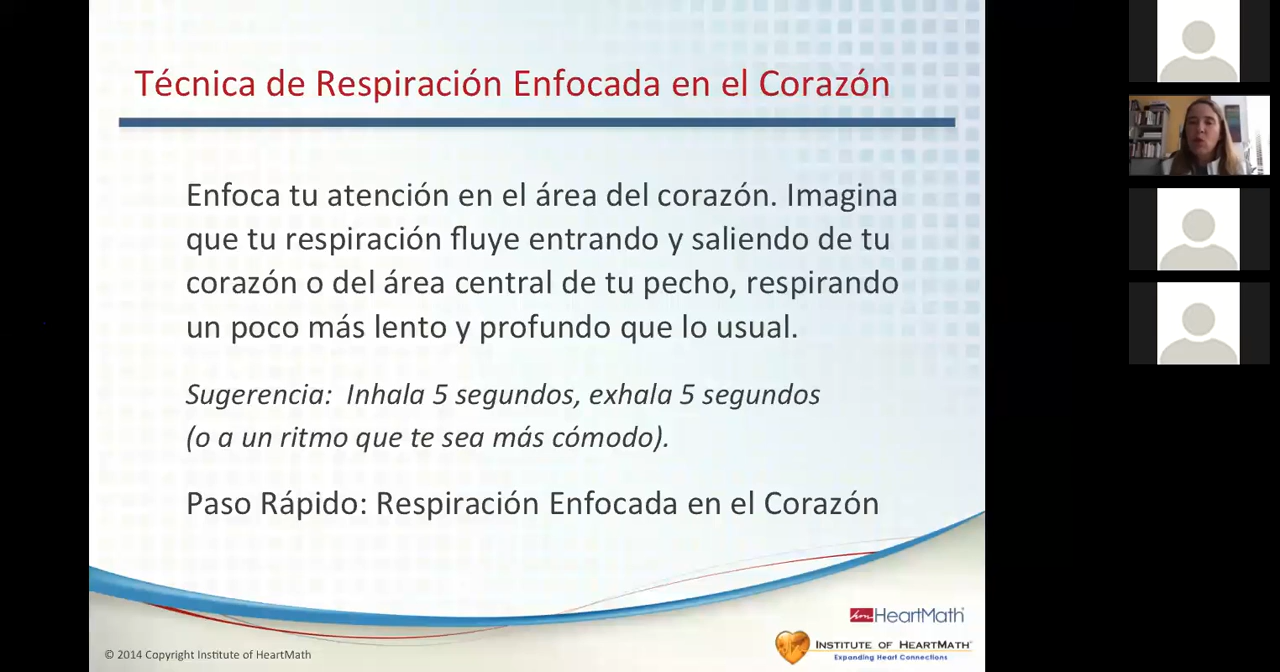 Técnica de Respiración Enfocada en el Corazón
Enfoca tu atención en el área del corazón. Imagina
que tu respiración fluye entrando y saliendo de tu
corazón o del área central de tu pecho, respirando
un poco más lento y profundo que lo usual.
Sugerencia: Inhala 5 segundos, exhala 5 segundos
(o a un ritmo que te sea más cómodo).
Paso Rápido: Respiración Enfocada en el Corazón
HeartMath®
INSTITUTE OF HEARTMATH®
Expanding Heart Connections
© 2014 Copyright Institute of HeartMath